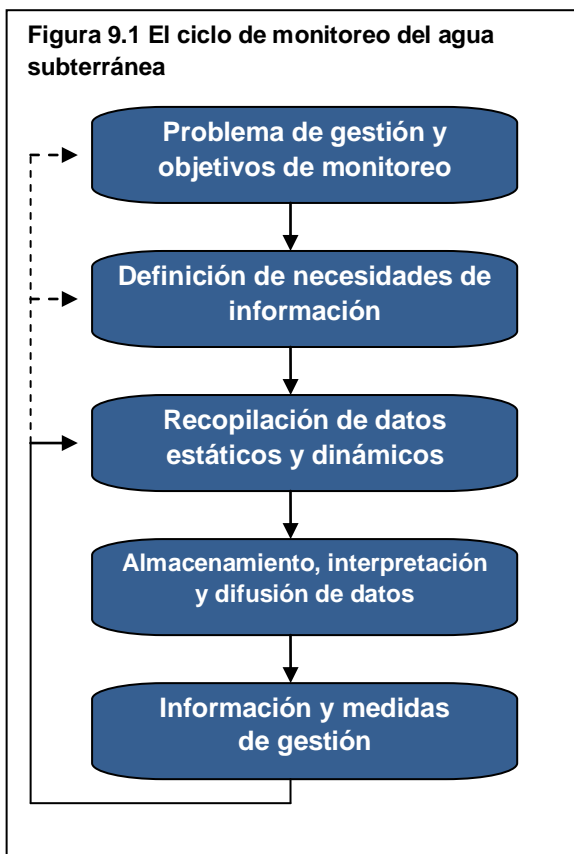 Figura 9.1 El ciclo de monitoreo del agua
subterránea
Problema de gestión y
objetivos de monitoreo
Definición de necesidades de
información
Recopilación de datos
estáticos y dinámicos
Almacenamiento, interpretación
y difusión de datos
Información y medidas
de gestión